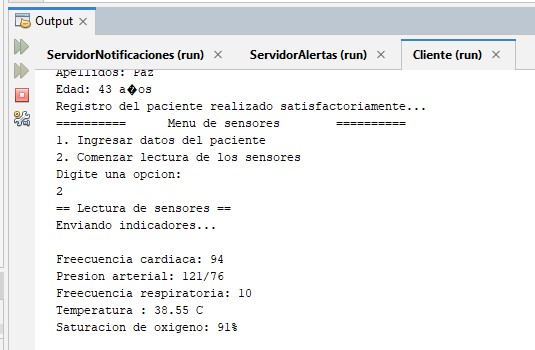 Output
ServidorNotificaciones (run) ServidorAlertas (run) Cliente (run)
Apellidos: Paz
Edad: 43 a�os
Registro del paciente realizado satisfactoriamente...
========== Menu de sensores ==========
1. Ingresar datos del paciente
2. Comenzar lectura de los sensores
Digite una opcion:
2
== Lectura de sensores ==
Enviando indicadores...
Freecuencia cardiaca: 94
Presion arterial: 121/76
Freecuencia respiratoria: 10
Temperatura : 38.55 C
Saturacion de oxigeno: 91%